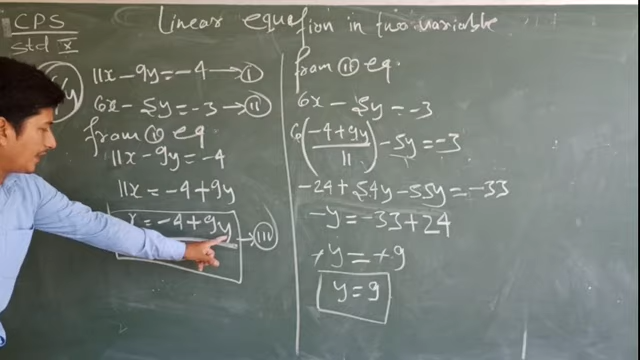 CPS
std X
Linear equation in two variable
11x - 9y = -4 → I
6x - 5y = -3 → II
from I eq
11x - 9y = -4
11x = -4 + 9y
x = -4 + 9y → III
from II eq.
6x - 5y = -3
6(-4+9y/11) - 5y = -3
-24 + 54y - 55y = -33
-y = -33 + 24
+y = +9
y = 9